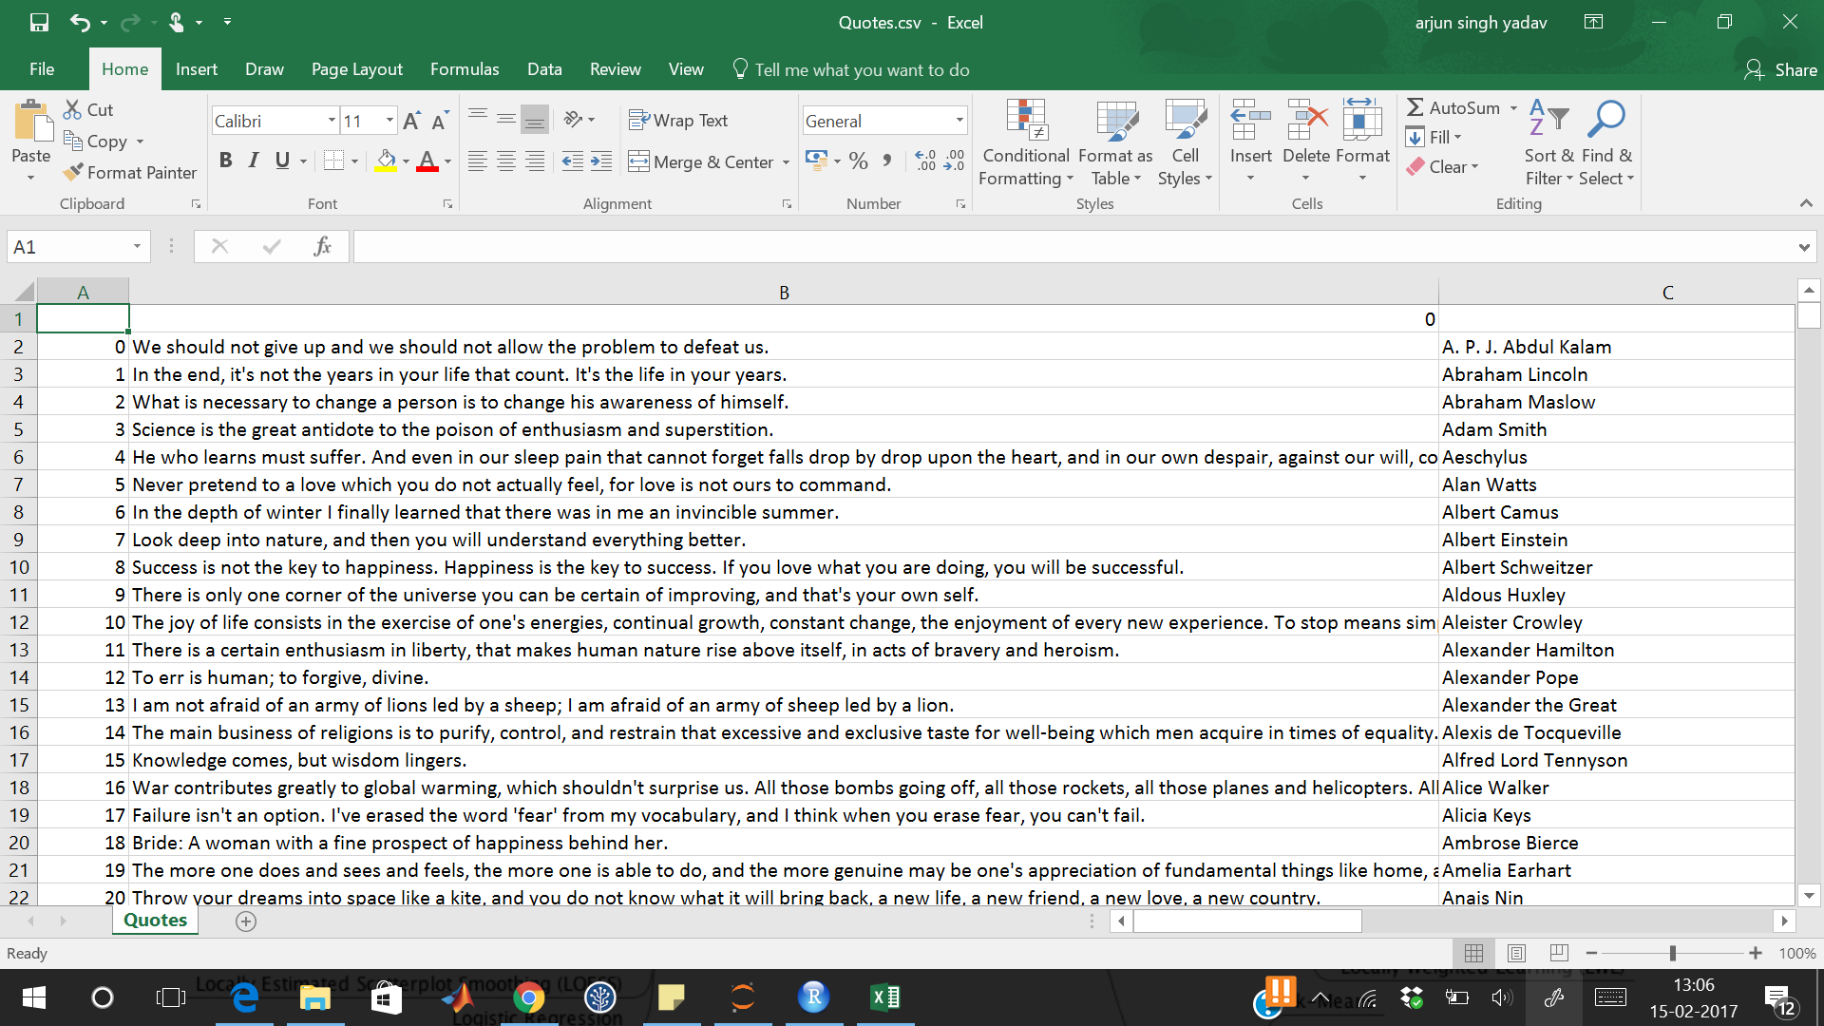 Quotes.csv - Excel
arjun singh yadav
File Home Insert Draw Page Layout Formulas Data Review View Tell me what you want to do Share
Paste
Cut
Copy
Format Painter
Clipboard
Calibri 11
B I U A
Font
Wrap Text
Merge & Center
Alignment
General
% ,
Number
Conditional Formatting
Format as Table
Cell Styles
Styles
Insert Delete Format
Cells
AutoSum
Fill
Clear
Sort & Filter
Find & Select
Editing
A1 fx
A B C
1 0
2 0 We should not give up and we should not allow the problem to defeat us. A. P. J. Abdul Kalam
3 1 In the end, it's not the years in your life that count. It's the life in your years. Abraham Lincoln
4 2 What is necessary to change a person is to change his awareness of himself. Abraham Maslow
5 3 Science is the great antidote to the poison of enthusiasm and superstition. Adam Smith
6 4 He who learns must suffer. And even in our sleep pain that cannot forget falls drop by drop upon the heart, and in our own despair, against our will, co Aeschylus
7 5 Never pretend to a love which you do not actually feel, for love is not ours to command. Alan Watts
8 6 In the depth of winter I finally learned that there was in me an invincible summer. Albert Camus
9 7 Look deep into nature, and then you will understand everything better. Albert Einstein
10 8 Success is not the key to happiness. Happiness is the key to success. If you love what you are doing, you will be successful. Albert Schweitzer
11 9 There is only one corner of the universe you can be certain of improving, and that's your own self. Aldous Huxley
12 10 The joy of life consists in the exercise of one's energies, continual growth, constant change, the enjoyment of every new experience. To stop means sim Aleister Crowley
13 11 There is a certain enthusiasm in liberty, that makes human nature rise above itself, in acts of bravery and heroism. Alexander Hamilton
14 12 To err is human; to forgive, divine. Alexander Pope
15 13 I am not afraid of an army of lions led by a sheep; I am afraid of an army of sheep led by a lion. Alexander the Great
16 14 The main business of religions is to purify, control, and restrain that excessive and exclusive taste for well-being which men acquire in times of equality. Alexis de Tocqueville
17 15 Knowledge comes, but wisdom lingers. Alfred Lord Tennyson
18 16 War contributes greatly to global warming, which shouldn't surprise us. All those bombs going off, all those rockets, all those planes and helicopters. All Alice Walker
19 17 Failure isn't an option. I've erased the word 'fear' from my vocabulary, and I think when you erase fear, you can't fail. Alicia Keys
20 18 Bride: A woman with a fine prospect of happiness behind her. Ambrose Bierce
21 19 The more one does and sees and feels, the more one is able to do, and the more genuine may be one's appreciation of fundamental things like home, a Amelia Earhart
22 20 Throw your dreams into space like a kite, and you do not know what it will bring back, a new life, a new friend, a new love, a new country. Anais Nin
Quotes
Ready
100%
Locally Estimated Scatterplot Smoothing (LOESS)
Logistic Regression
13:06
15-02-2017
12